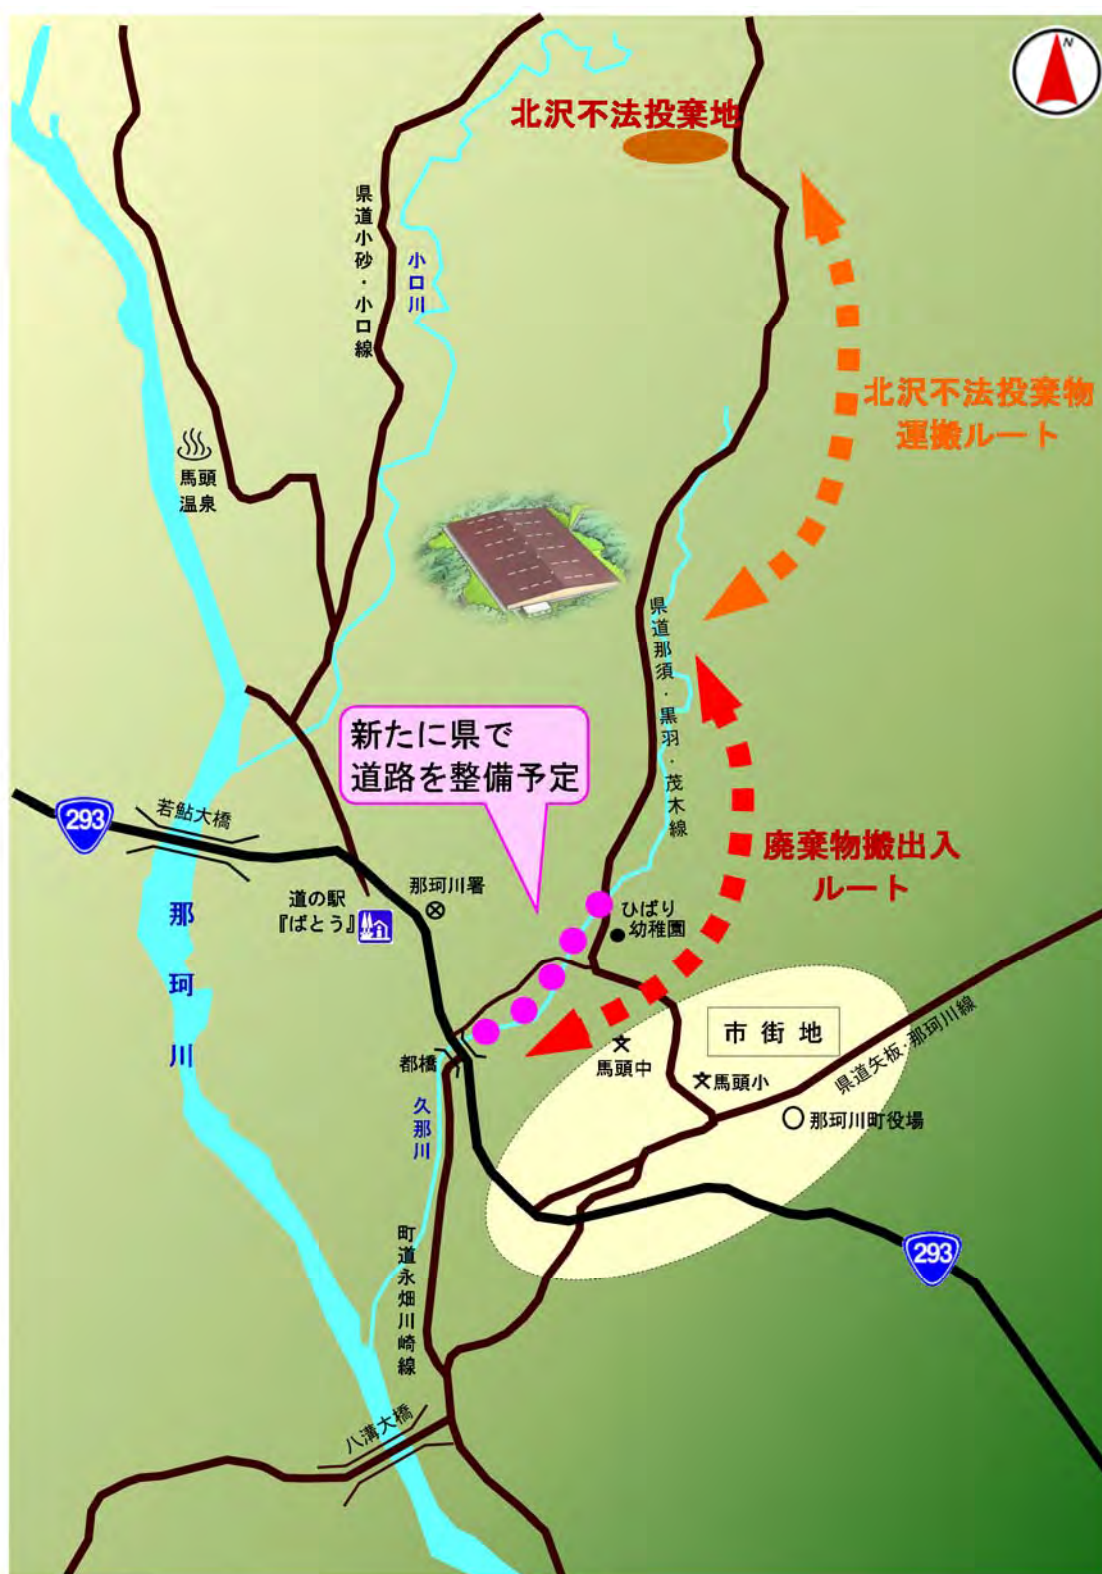 N
北沢不法投棄地
県道小砂・小口線
小口川
北沢不法投棄物
運搬ルート
馬頭
温泉
県道那須・黒羽・茂木線
新たに県で
道路を整備予定
293
若鮎大橋
廃棄物搬出入
ルート
那珂川署
道の駅
『ばとう』
ひばり
幼稚園
那珂川
市街地
県道矢板・那珂川線
都橋
馬頭中
馬頭小
那珂川町役場
久那川
町道永畑川崎線
293
八溝大橋